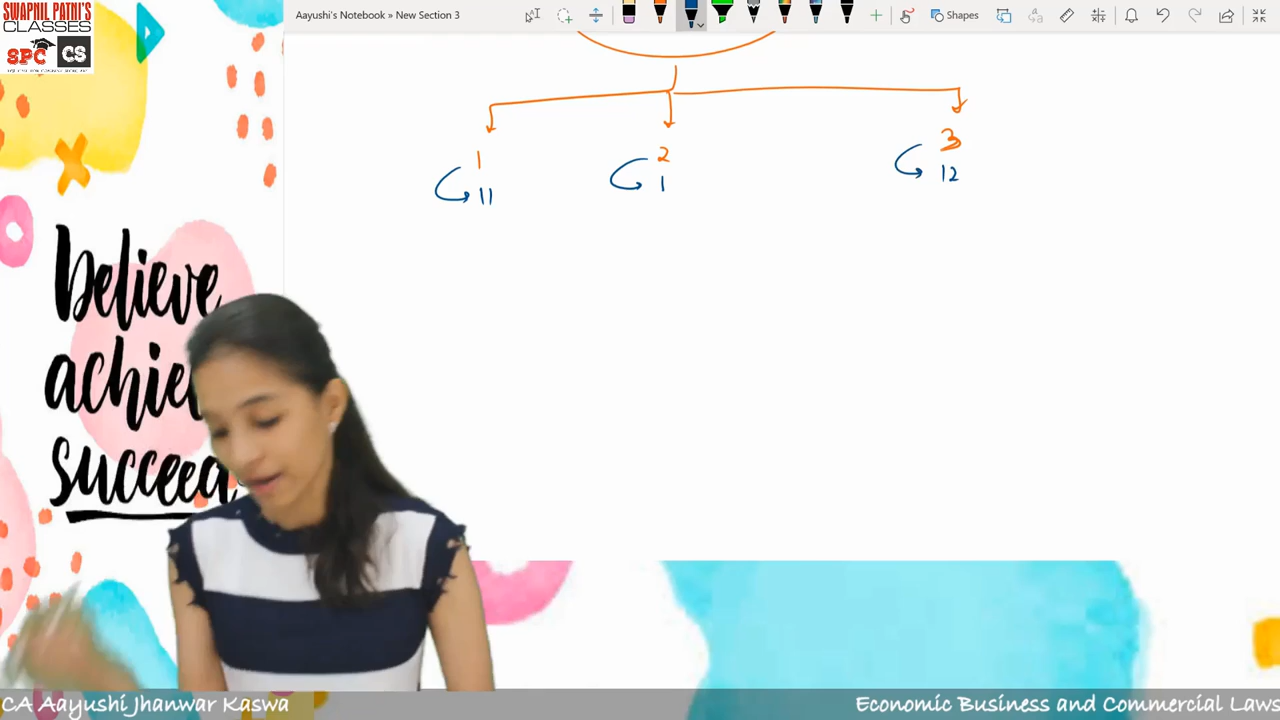 SWAPNIL PATNI'S
CLASSES
SPC CS
Aayushi's Notebook » New Section 3
Shapes
1
2
3
11
1
12
believe
achie
succeed
CA Aayushi Jhanwar Kaswa
Economic Business and Commercial Laws